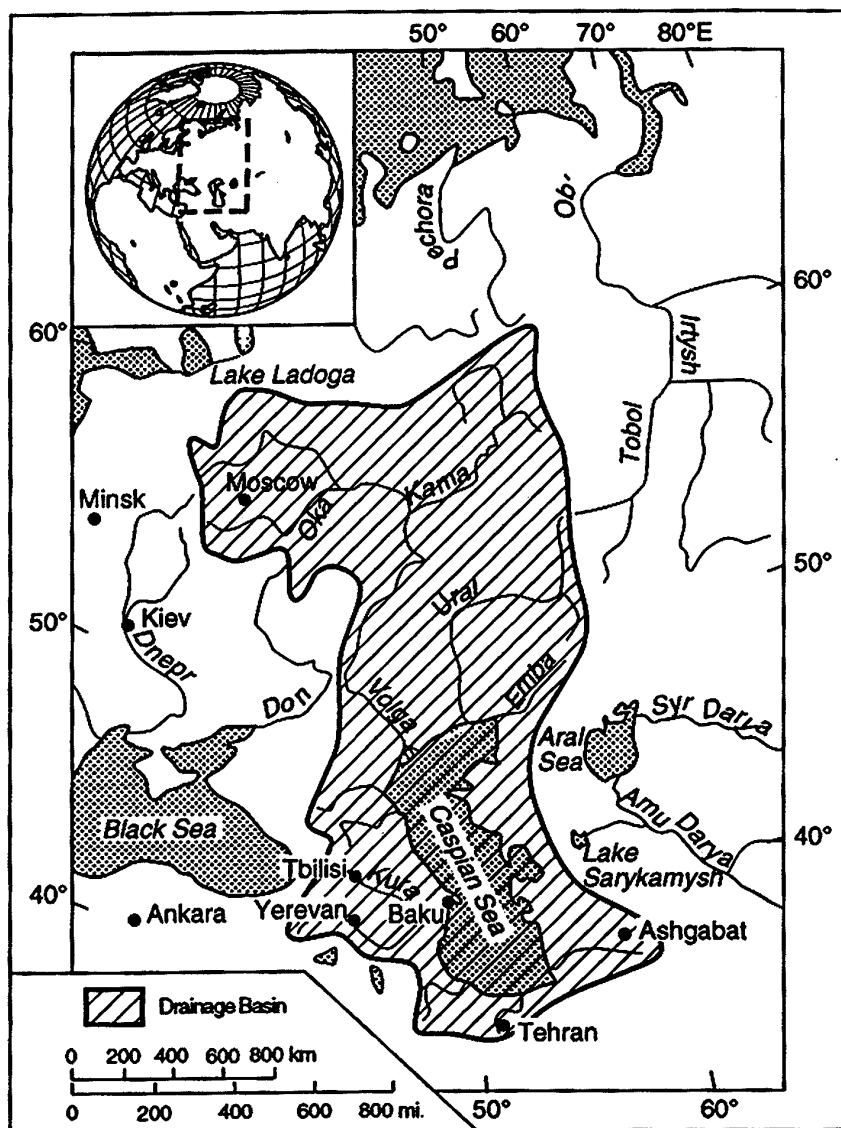 50° 60° 70° 80°E
Pechora
Ob'
60°
60°
Irtysh
Lake Ladoga
Tobol
Kama
Moscow
Minsk
Oka
50°
Ural
50°
Kiev
Dnepr
Emba
Don
Volga
Syr Darya
Aral
Sea
Amu Darya
Black Sea
Caspian Sea
40°
Lake
Sarykamysh
Tbilisi
Kura
40°
Ankara
Yerevan
Baku
Ashgabat
Drainage Basin
Tehran
0 200 400 600 800 km
0 200 400 600 800 mi.
50° 60°